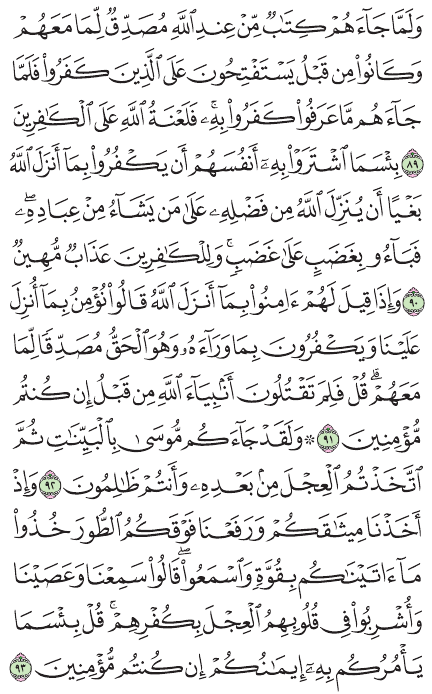 وَلَمَّا جَآءَهُمْ كِتَٰبٌ مِّنْ عِندِ ٱللَّهِ مُصَدِّقٌ لِّمَا مَعَهُمْ
وَكَانُوا۟ مِن قَبْلُ يَسْتَفْتِحُونَ عَلَى ٱلَّذِينَ كَفَرُوا۟ فَلَمَّا
جَآءَهُم مَّا عَرَفُوا۟ كَفَرُوا۟ بِهِۦ ۚ فَلَعْنَةُ ٱللَّهِ عَلَى ٱلْكَٰفِرِينَ
٨٩ بِئْسَمَا ٱشْتَرَوْا۟ بِهِۦٓ أَنفُسَهُمْ أَن يَكْفُرُوا۟ بِمَآ أَنزَلَ ٱللَّهُ
بَغْيًا أَن يُنَزِّلَ ٱللَّهُ مِن فَضْلِهِۦ عَلَىٰ مَن يَشَآءُ مِنْ عِبَادِهِۦ ۖ
فَبَآءُو بِغَضَبٍ عَلَىٰ غَضَبٍ ۚ وَلِلْكَٰفِرِينَ عَذَابٌ مُّهِينٌ
٩٠ وَإِذَا قِيلَ لَهُمْ ءَامِنُوا۟ بِمَآ أَنزَلَ ٱللَّهُ قَالُوا۟ نُؤْمِنُ بِمَآ أُنزِلَ
عَلَيْنَا وَيَكْفُرُونَ بِمَا وَرَآءَهُۥ وَهُوَ ٱلْحَقُّ مُصَدِّقًا لِّمَا
مَعَهُمْ ۗ قُلْ فَلِمَ تَقْتُلُونَ أَنۢبِيَآءَ ٱللَّهِ مِن قَبْلُ إِن كُنتُم
مُّؤْمِنِينَ ٩١ ۞ وَلَقَدْ جَآءَكُم مُّوسَىٰ بِٱلْبَيِّنَٰتِ ثُمَّ
ٱتَّخَذْتُمُ ٱلْعِجْلَ مِنۢ بَعْدِهِۦ وَأَنتُمْ ظَٰلِمُونَ ٩٢ وَإِذْ
أَخَذْنَا مِيثَٰقَكُمْ وَرَفَعْنَا فَوْقَكُمُ ٱلطُّورَ خُذُوا۟
مَآ ءَاتَيْنَٰكُم بِقُوَّةٍ وَٱسْمَعُوا۟ ۖ قَالُوا۟ سَمِعْنَا وَعَصَيْنَا
وَأُشْرِبُوا۟ فِى قُلُوبِهِمُ ٱلْعِجْلَ بِكُفْرِهِمْ ۚ قُلْ بِئْسَمَا
يَأْمُرُكُم بِهِۦٓ إِيمَٰنُكُمْ إِن كُنتُم مُّؤْمِنِينَ ٩٣